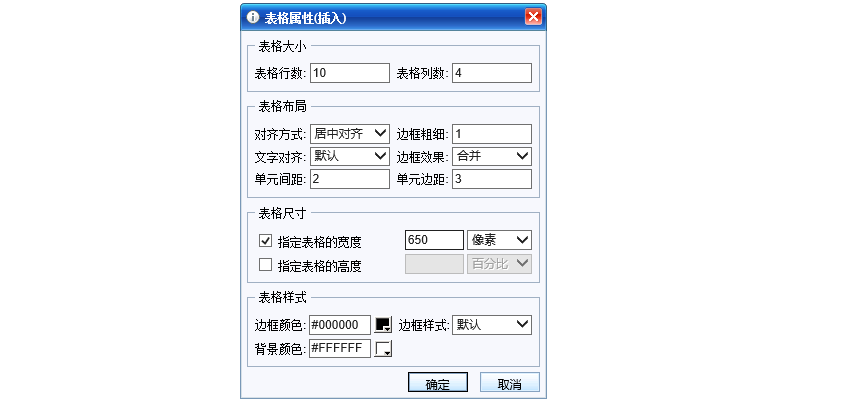 表格属性(插入)
表格大小
表格行数: 10 表格列数: 4
表格布局
对齐方式: 居中对齐 边框粗细: 1
文字对齐: 默认 边框效果: 合并
单元间距: 2 单元边距: 3
表格尺寸
指定表格的宽度 650 像素
指定表格的高度 百分比
表格样式
边框颜色: #000000 边框样式: 默认
背景颜色: #FFFFFF
确定 取消